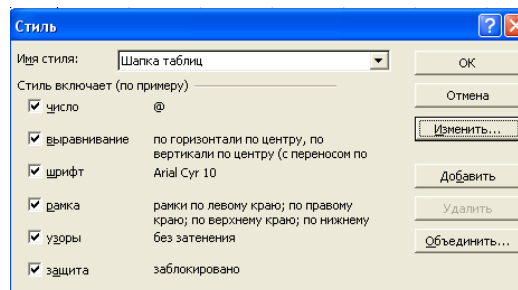 Стиль
Имя стиля: Шапка таблиц
ОК
Стиль включает (по примеру)
Отмена
число @
Изменить...
выравнивание по горизонтали по центру, по
вертикали по центру (с переносом по
шрифт Arial Cyr 10
Добавить
рамка рамки по левому краю; по правому
краю; по верхнему краю; по нижнему
Удалить
узоры без затенения
Объединить...
защита заблокировано